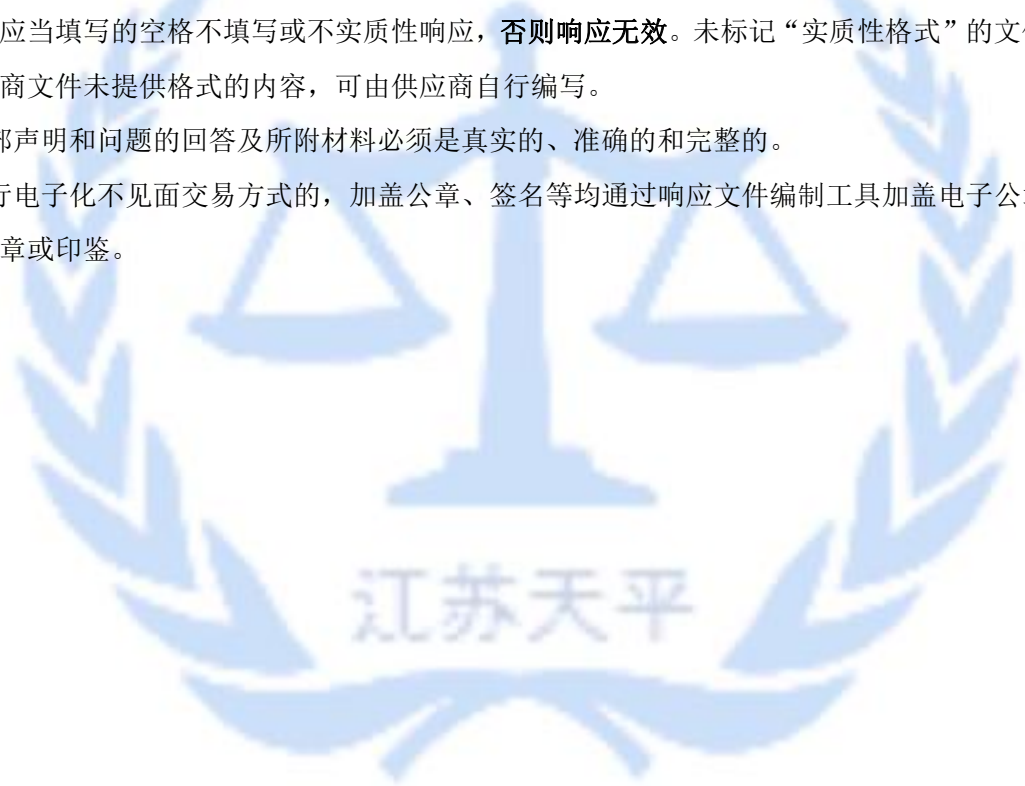 应当填写的空格不填写或不实质性响应，否则响应无效。未标记“实质性格式”的文
商文件未提供格式的内容，可由供应商自行编写。
声明和问题的回答及所附材料必须是真实的、准确的和完整的。
电子化不见面交易方式的，加盖公章、签名等均通过响应文件编制工具加盖电子公
章或印鉴。
江苏天平